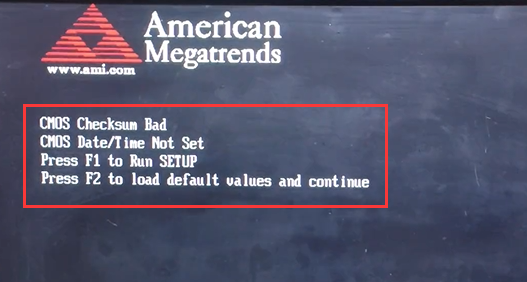 American
Megatrends
www.ami.com
CMOS Checksum Bad
CMOS Date/Time Not Set
Press F1 to Run SETUP
Press F2 to load default values and continue